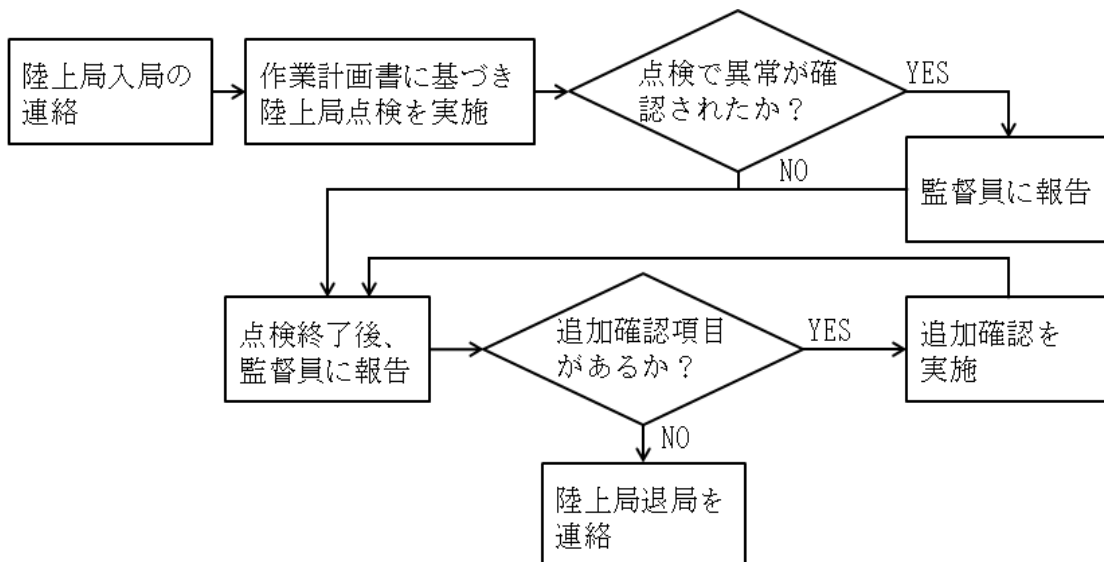 陸上局入局の
連絡
作業計画書に基づき
陸上局点検を実施
点検で異常が確
認されたか？
YES
NO
監督員に報告
点検終了後、
監督員に報告
追加確認項目
があるか？
YES
追加確認を
実施
NO
陸上局退局を
連絡